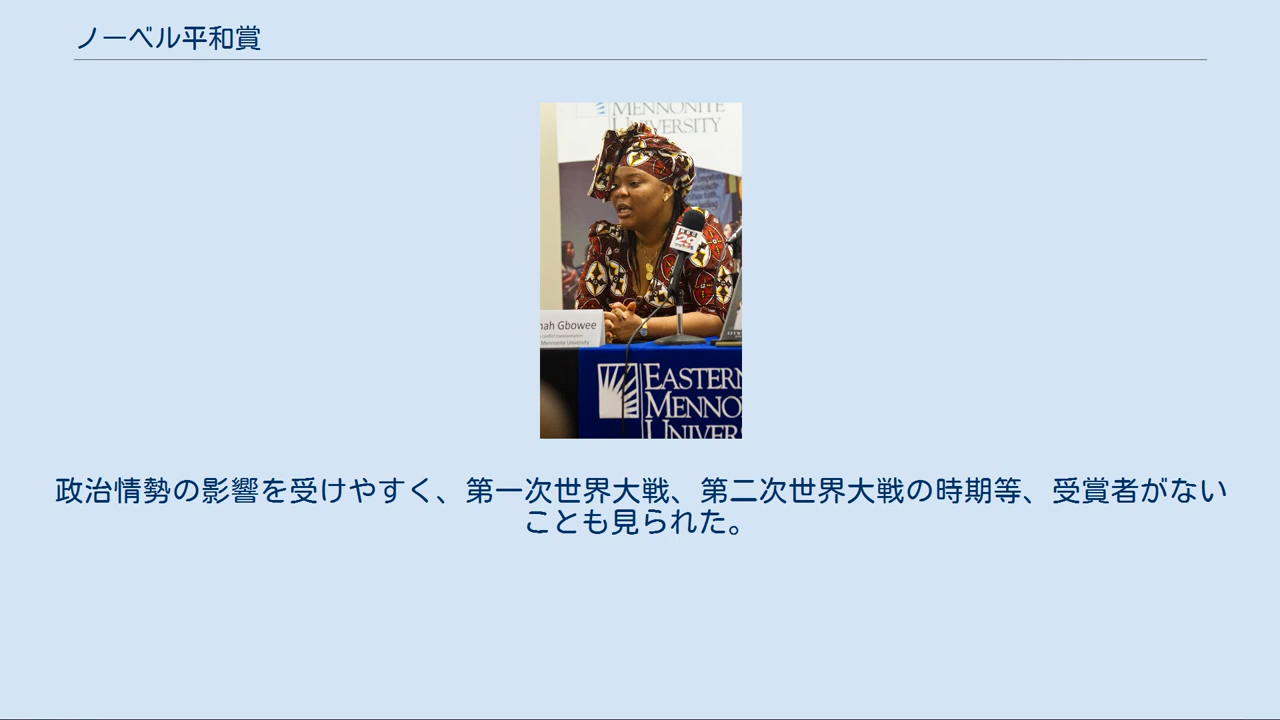 ノーベル平和賞
MENNONITE
UNIVERSITY
nah Gbowee
Mennonite University
EASTERN
MENNO
UNIVER
政治情勢の影響を受けやすく、第一次世界大戦、第二次世界大戦の時期等、受賞者がない
ことも見られた。